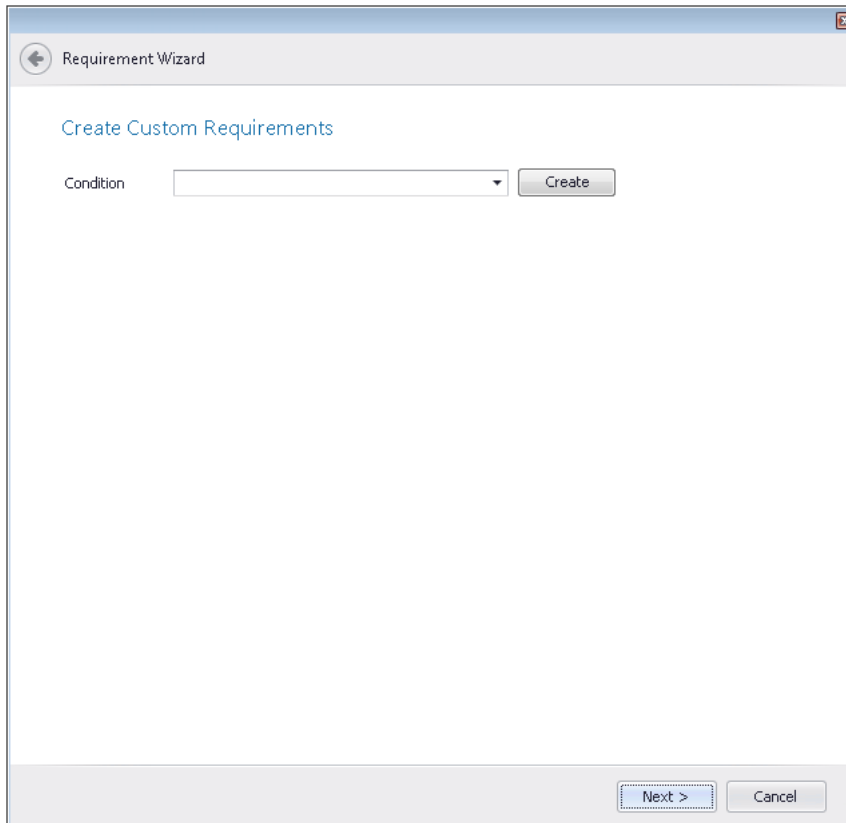 Requirement Wizard
Create Custom Requirements
Condition
Create
Next >
Cancel